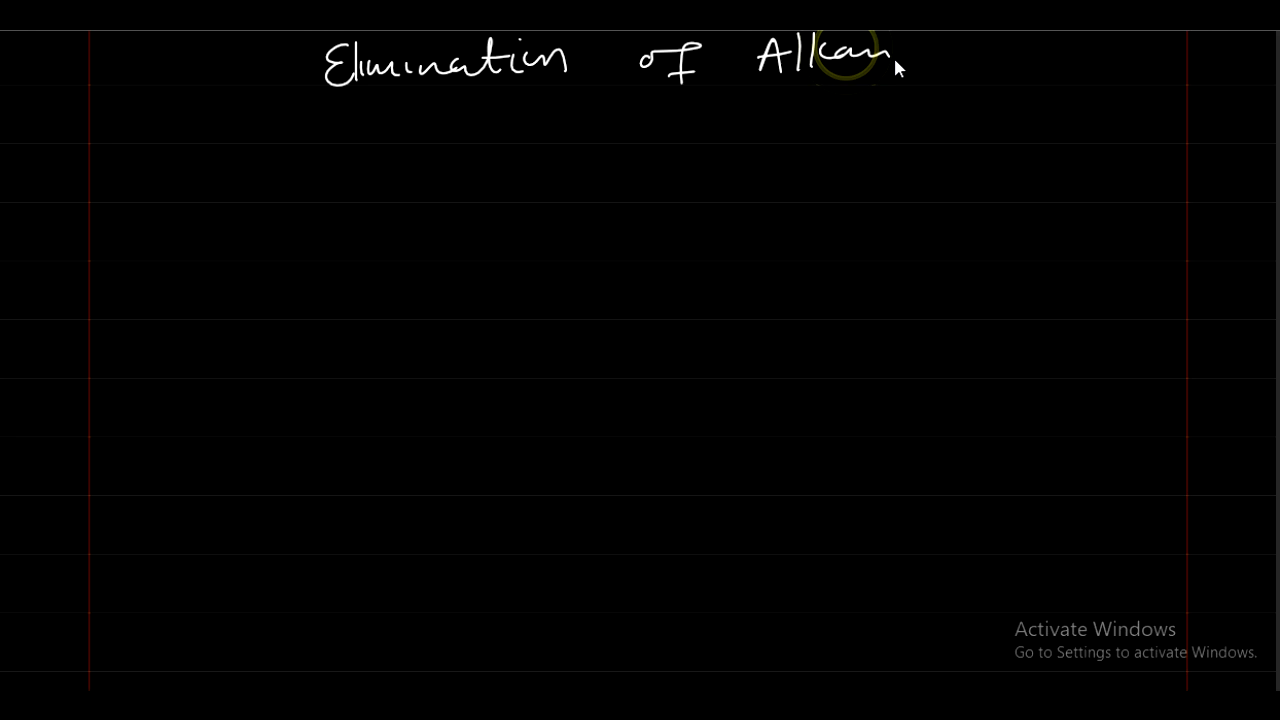 Elimination of Alkan
Activate Windows
Go to Settings to activate Windows.